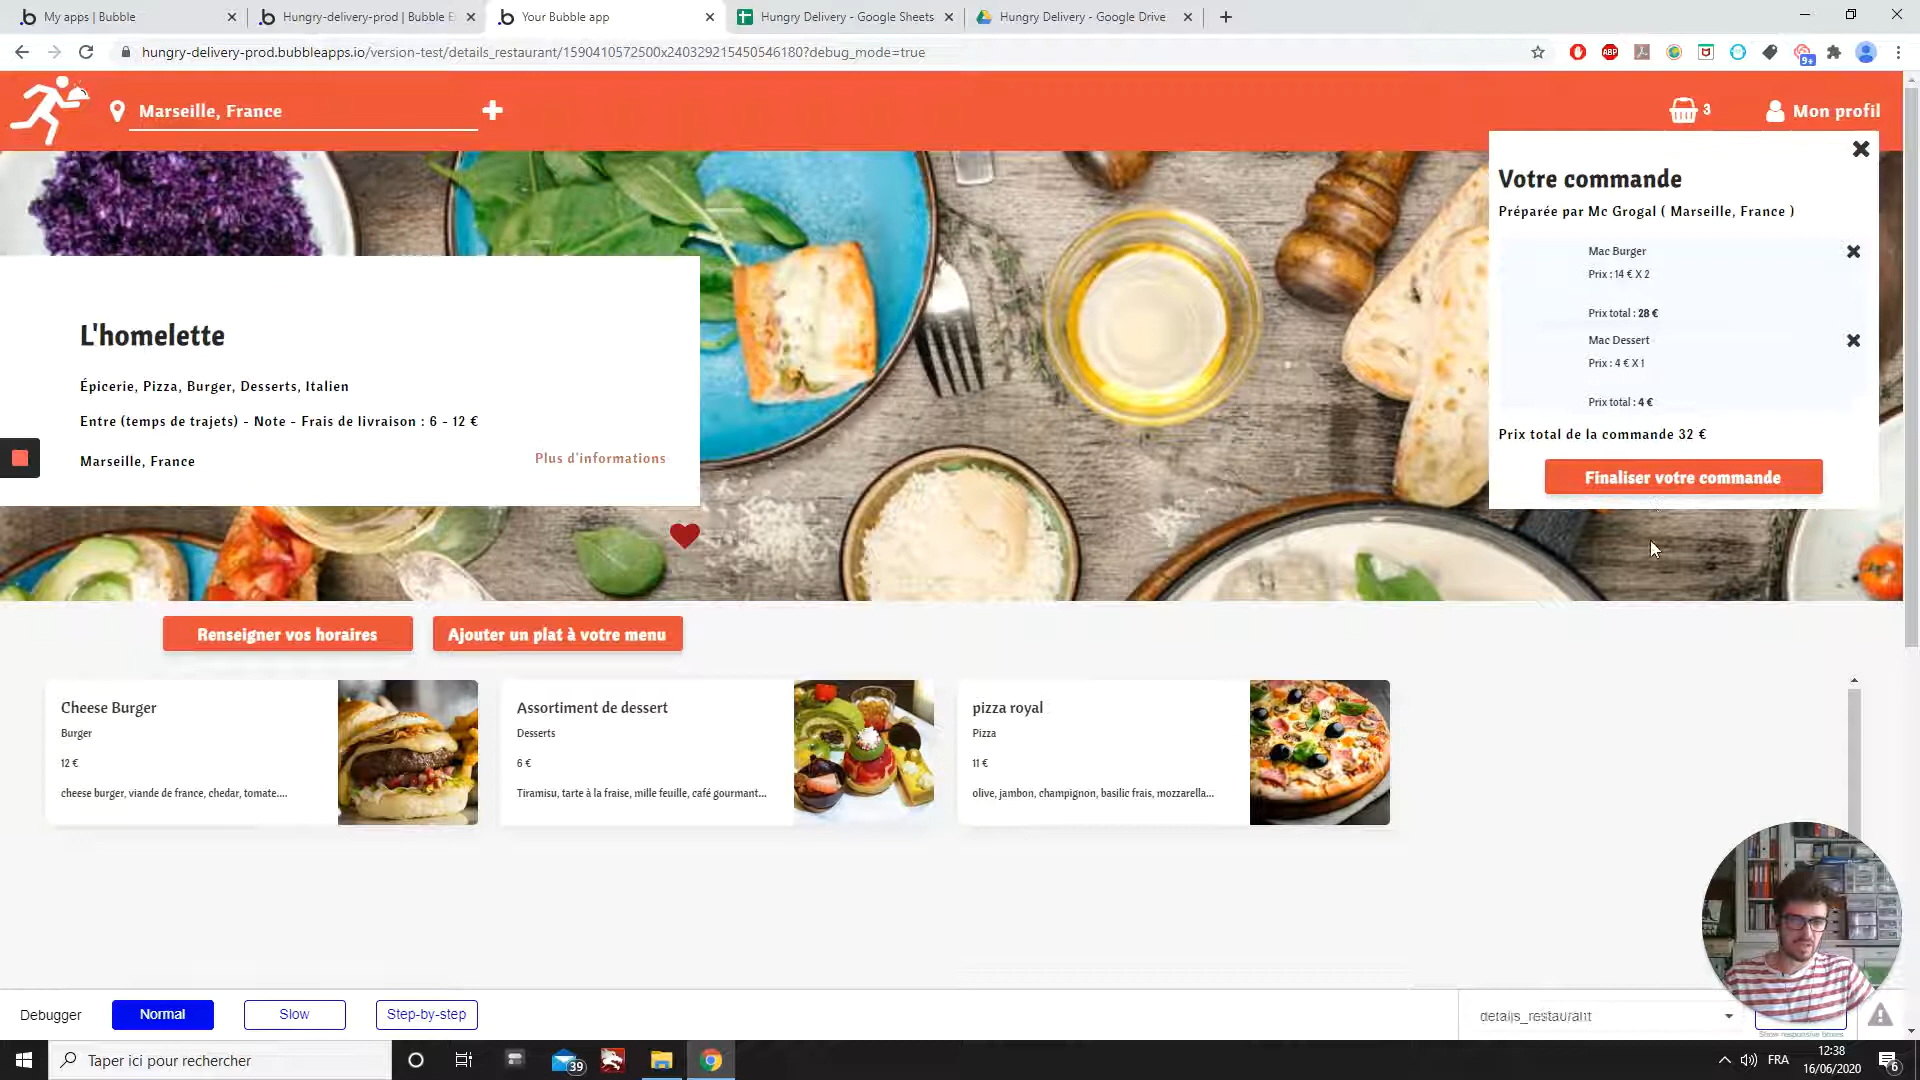 My apps | Bubble
Hungry-delivery-prod | Bubble E
Your Bubble app
Hungry Delivery - Google Sheets
Hungry Delivery - Google Drive
hungry-delivery-prod.bubbleapps.io/version-test/details_restaurant/1590410572500x240329215450546180?debug_mode=true
ABP
9+
Marseille, France
3
Mon profil
Votre commande
Préparée par Mc Grogal ( Marseille, France )
Mac Burger
Prix : 14 € X 2
Prix total : 28 €
Mac Dessert
Prix : 4 € X 1
Prix total : 4 €
Prix total de la commande 32 €
Finaliser votre commande
L'homelette
Épicerie, Pizza, Burger, Desserts, Italien
Entre (temps de trajets) - Note - Frais de livraison : 6 - 12 €
Marseille, France
Plus d'informations
Renseigner vos horaires
Ajouter un plat à votre menu
Cheese Burger
Burger
12 €
cheese burger, viande de france, chedar, tomate....
Assortiment de dessert
Desserts
6 €
Tiramisu, tarte à la fraise, mille feuille, café gourmant...
pizza royal
Pizza
11 €
olive, jambon, champignon, basilic frais, mozzarella...
Debugger
Normal
Slow
Step-by-step
details_restaurant
Show responsive boxes
Taper ici pour rechercher
39
FRA
12:38
16/06/2020
6